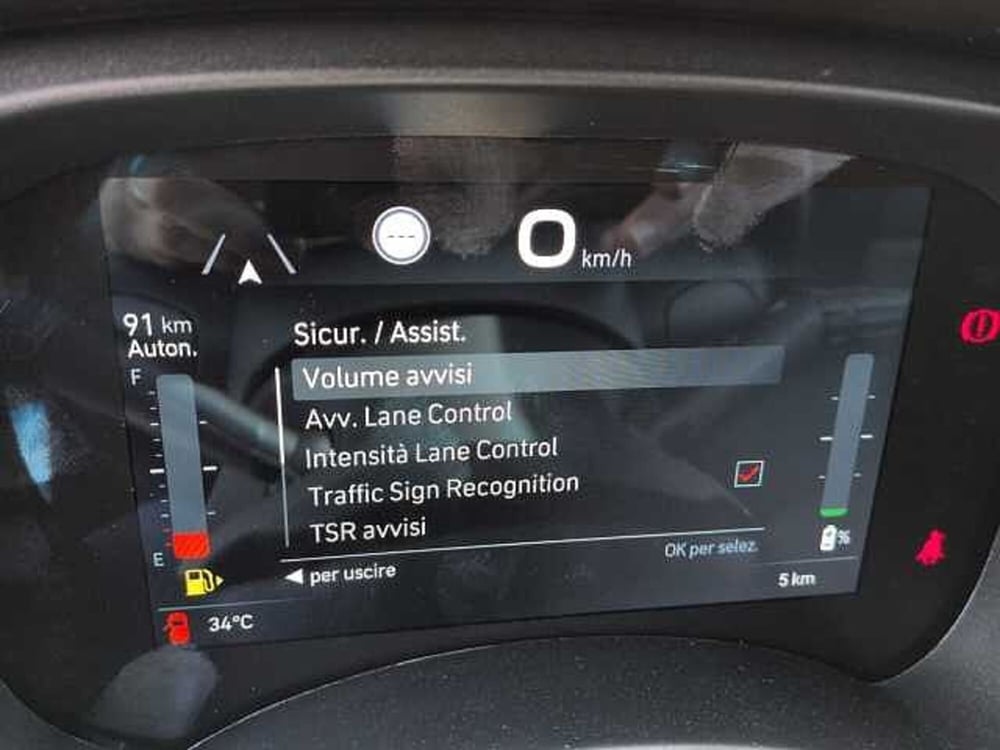 ---
0 km/h
91 km
Auton.
F
Sicur. / Assist.
Volume avvisi
Avv. Lane Control
Intensità Lane Control
Traffic Sign Recognition
TSR avvisi
E
%
OK per selez.
◀ per uscire
5 km
34°C